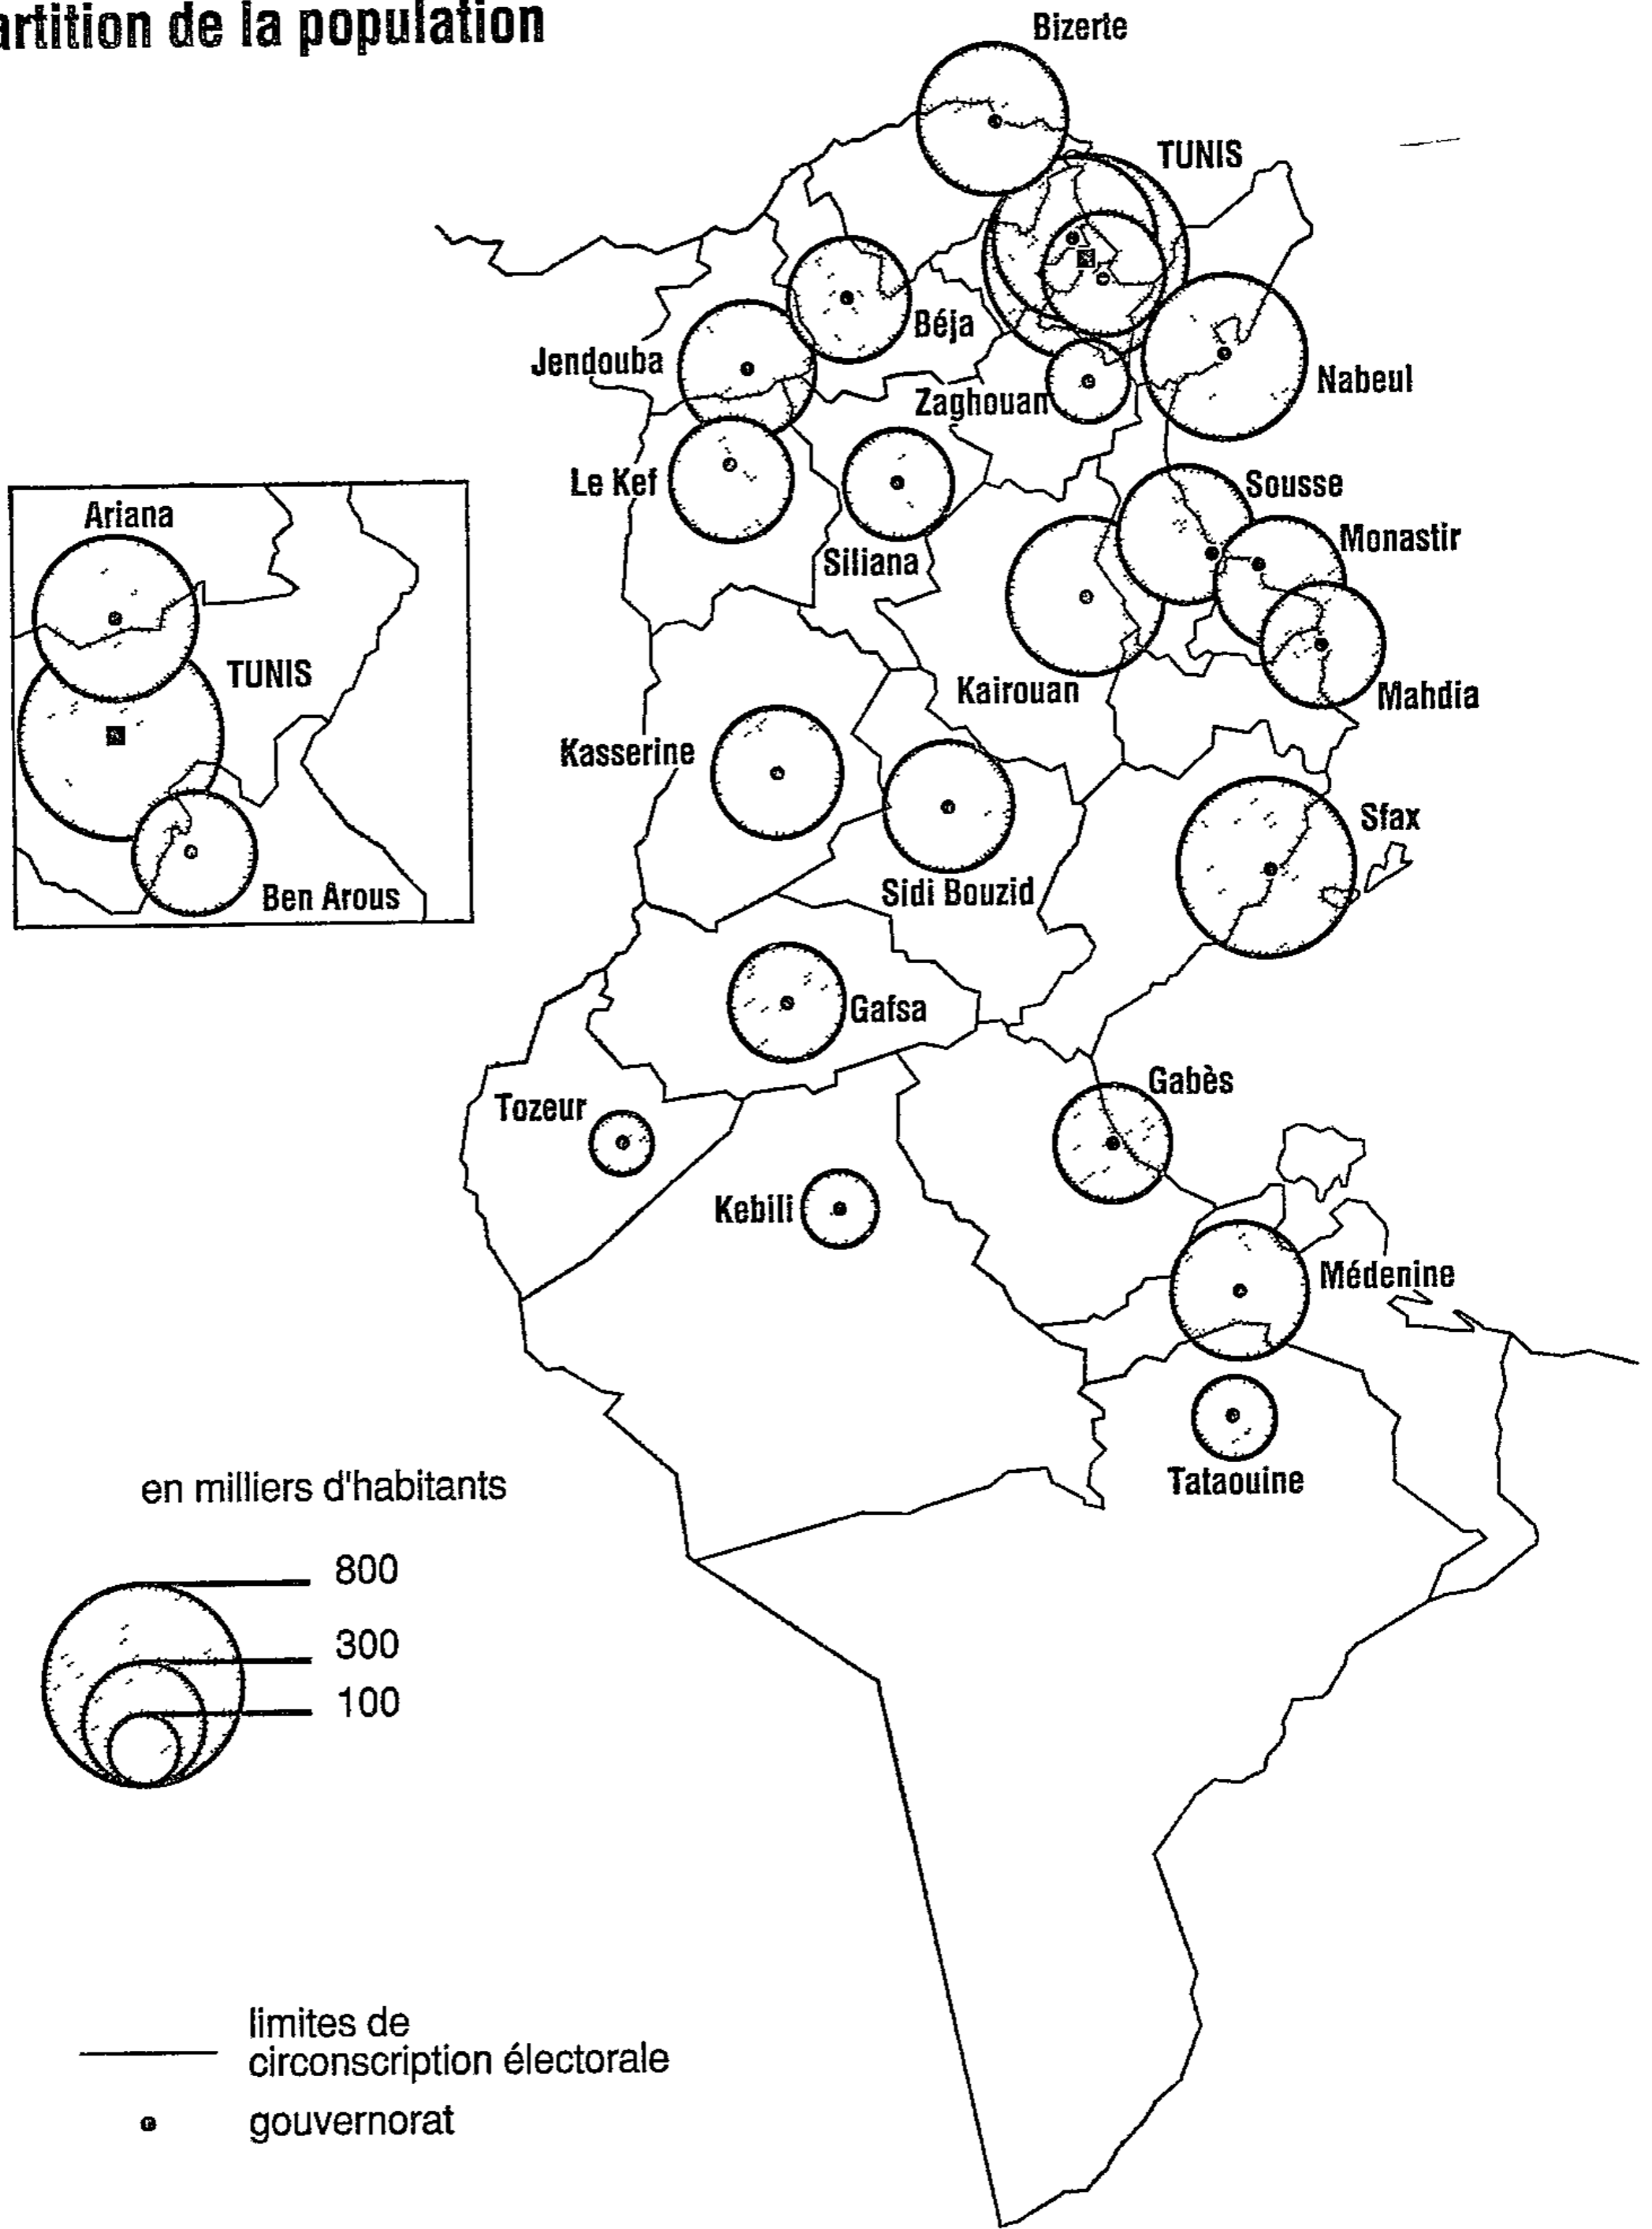 artition de la population
Bizerte
TUNIS
Béja
Jendouba
Nabeul
Zaghouan
Le Kef
Sousse
Siliana
Monastir
Kairouan
Mahdia
Ariana
TUNIS
Ben Arous
Kasserine
Sidi Bouzid
Sfax
Gafsa
Gabès
Tozeur
Kebili
Médenine
Tataouine
en milliers d'habitants
800
300
100
limites de
circonscription électorale
gouvernorat